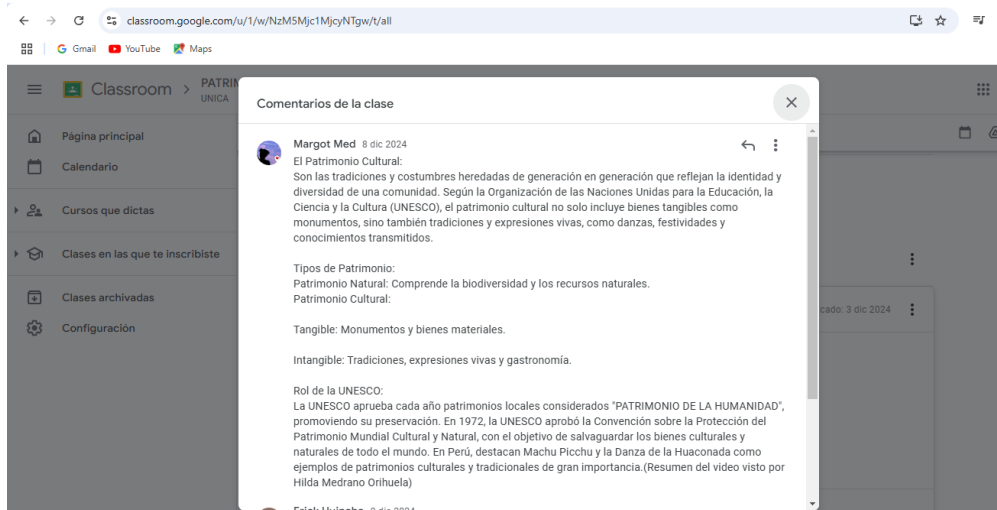 classroom.google.com/u/1/w/NzM5Mjc1MjcyNTgw/t/all
Gmail YouTube Maps
Classroom > PATRIM
UNICA
Página principal
Calendario
Cursos que dictas
Clases en las que te inscribiste
Clases archivadas
Configuración
Comentarios de la clase
Margot Med 8 dic 2024
El Patrimonio Cultural:
Son las tradiciones y costumbres heredadas de generación en generación que reflejan la identidad y
diversidad de una comunidad. Según la Organización de las Naciones Unidas para la Educación, la
Ciencia y la Cultura (UNESCO), el patrimonio cultural no solo incluye bienes tangibles como
monumentos, sino también tradiciones y expresiones vivas, como danzas, festividades y
conocimientos transmitidos.
Tipos de Patrimonio:
Patrimonio Natural: Comprende la biodiversidad y los recursos naturales.
Patrimonio Cultural:
Tangible: Monumentos y bienes materiales.
Intangible: Tradiciones, expresiones vivas y gastronomía.
Rol de la UNESCO:
La UNESCO aprueba cada año patrimonios locales considerados "PATRIMONIO DE LA HUMANIDAD",
promoviendo su preservación. En 1972, la UNESCO aprobó la Convención sobre la Protección del
Patrimonio Mundial Cultural y Natural, con el objetivo de salvaguardar los bienes culturales y
naturales de todo el mundo. En Perú, destacan Machu Picchu y la Danza de la Huaconada como
ejemplos de patrimonios culturales y tradicionales de gran importancia.(Resumen del video visto por
Hilda Medrano Orihuela)
cado: 3 dic 2024